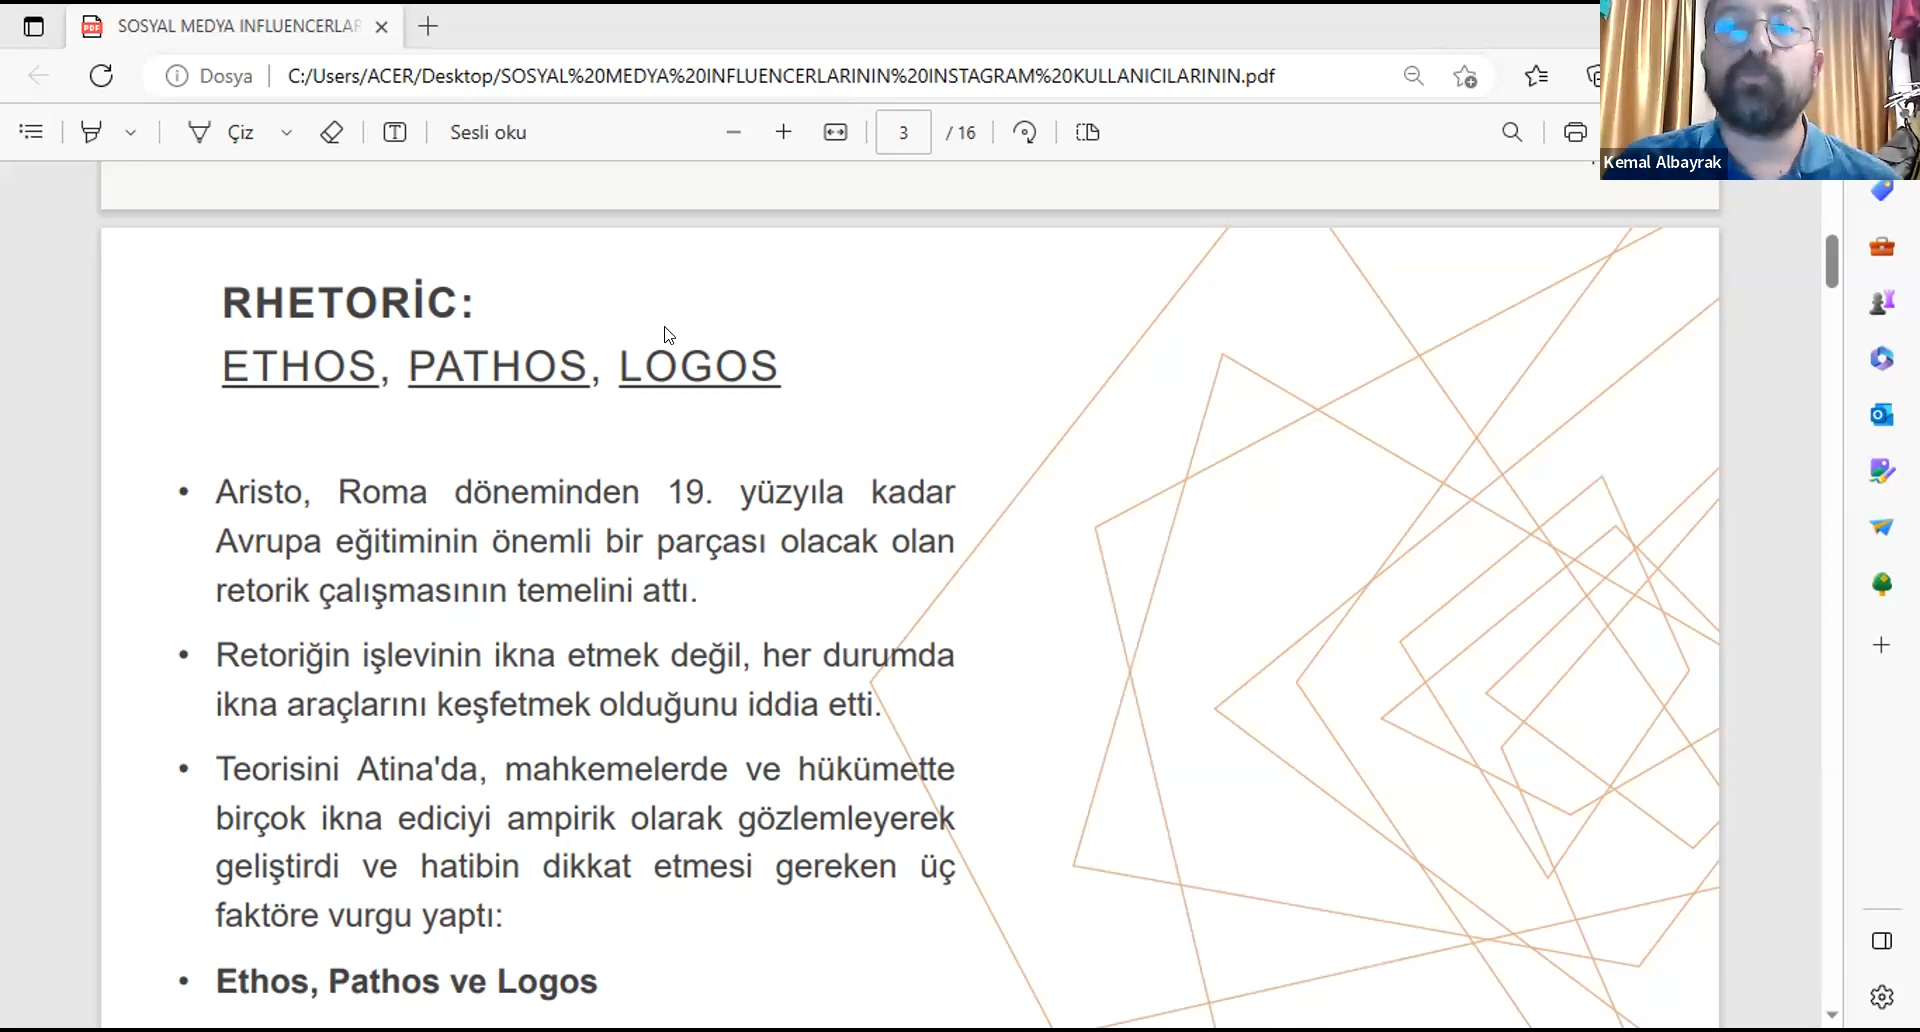 SOSYAL MEDYA INFLUENCERLAR
Dosya
C:/Users/ACER/Desktop/SOSYAL%20MEDYA%20INFLUENCERLARININ%20INSTAGRAM%20KULLANICILARININ.pdf
Çiz
Sesli oku
3
/ 16
Kemal Albayrak
RHETORİC:
ETHOS, PATHOS, LOGOS
• Aristo, Roma döneminden 19. yüzyıla kadar
Avrupa eğitiminin önemli bir parçası olacak olan
retorik çalışmasının temelini attı.
• Retoriğin işlevinin ikna etmek değil, her durumda
ikna araçlarını keşfetmek olduğunu iddia etti.
• Teorisini Atina'da, mahkemelerde ve hükümette
birçok ikna ediciyi ampirik olarak gözlemleyerek
geliştirdi ve hatibin dikkat etmesi gereken üç
faktöre vurgu yaptı:
• Ethos, Pathos ve Logos